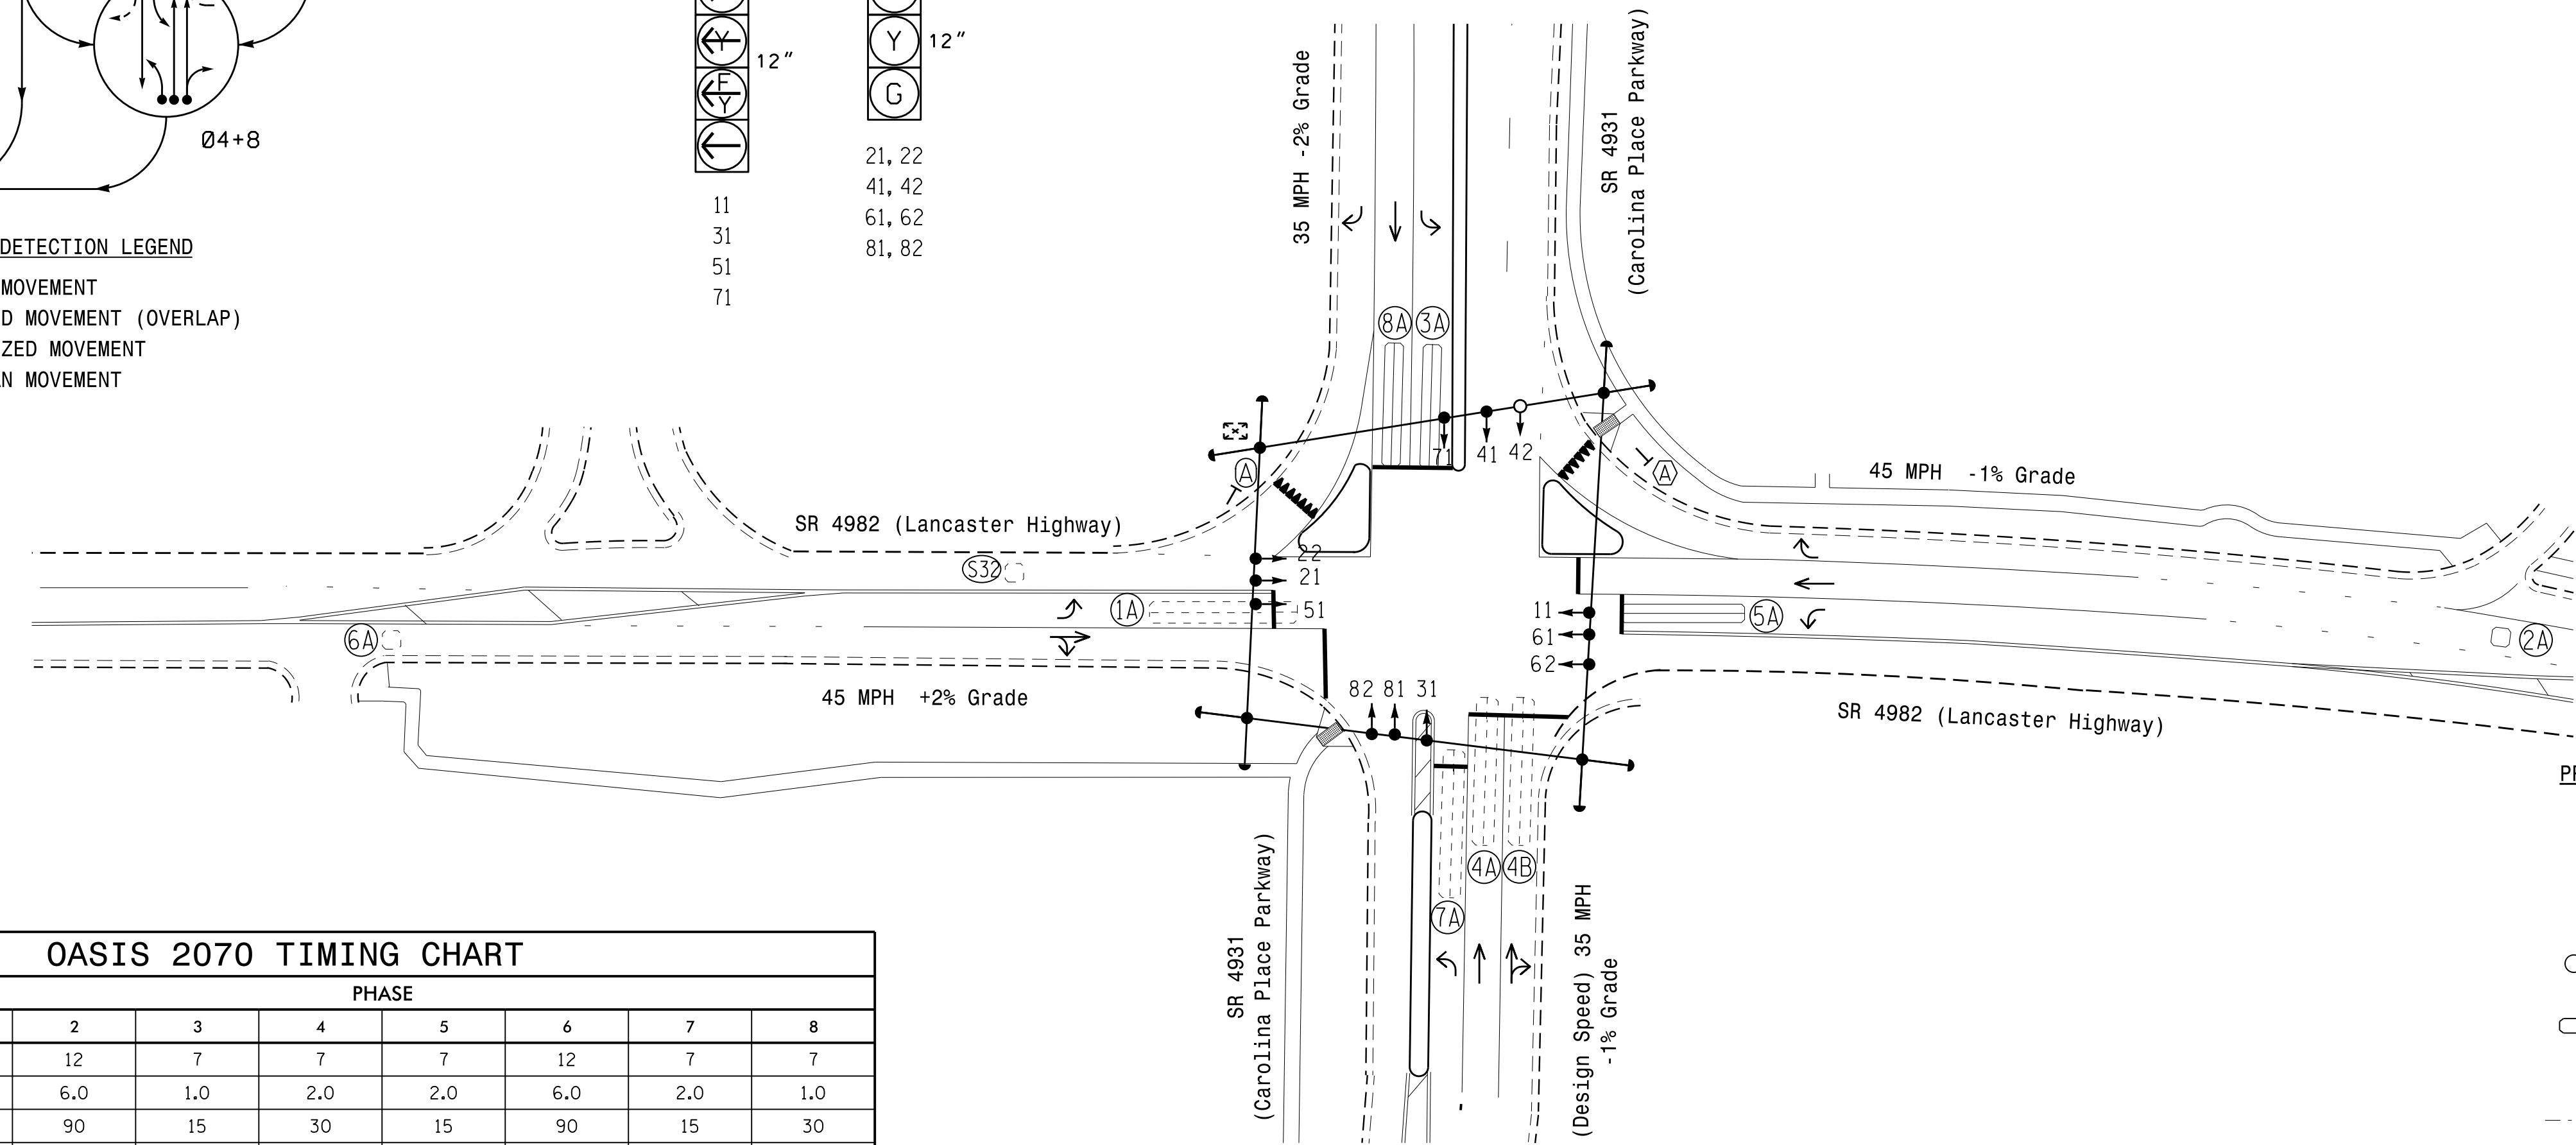 Ø4+8
DETECTION LEGEND
MOVEMENT
D MOVEMENT (OVERLAP)
ZED MOVEMENT
N MOVEMENT
Y
F
Y
12"
11
31
51
71
Y
G
12"
21, 22
41, 42
61, 62
81, 82
35 MPH -2% Grade
SR 4931
(Carolina Place Parkway)
8A
3A
71
41
42
A
A
45 MPH -1% Grade
SR 4982 (Lancaster Highway)
S32
22
21
51
1A
6A
11
61
62
5A
2A
45 MPH +2% Grade
82
81
31
SR 4982 (Lancaster Highway)
4A
4B
7A
SR 4931
(Carolina Place Parkway)
(Design Speed) 35 MPH
-1% Grade
OASIS 2070 TIMING CHART
PHASE
2 3 4 5 6 7 8
12 7 7 7 12 7 7
6.0 1.0 2.0 2.0 6.0 2.0 1.0
90 15 30 15 90 15 30